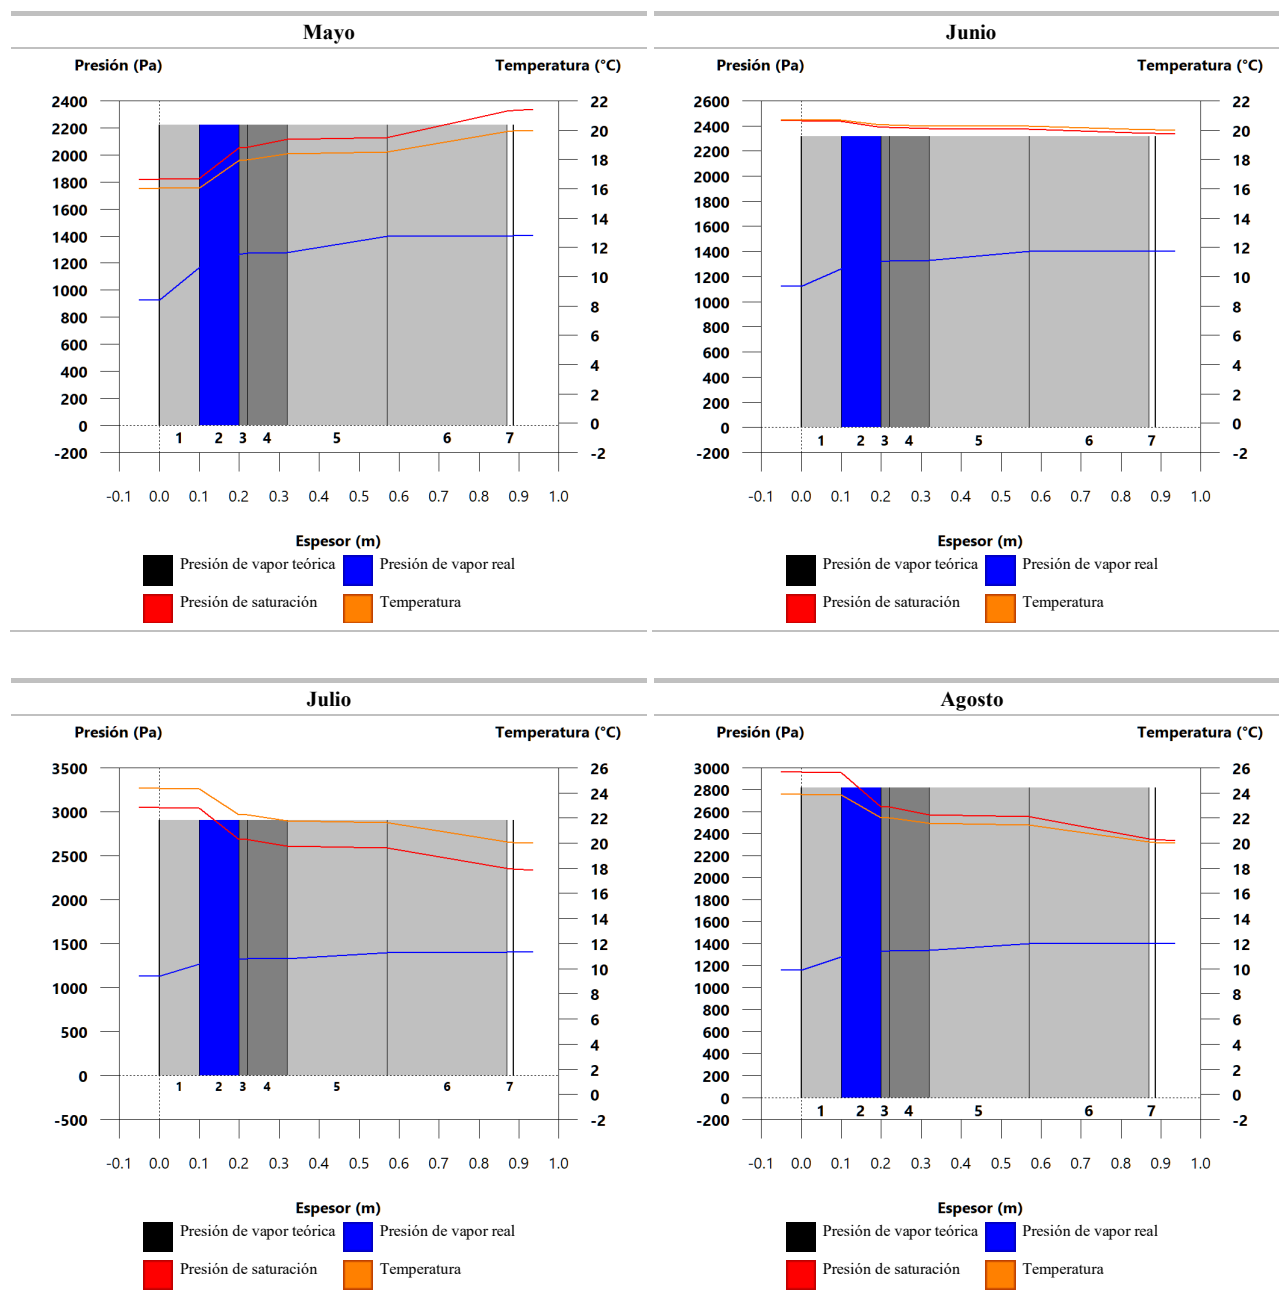 Mayo
Presión (Pa) Temperatura (°C)
2400 22
2200 20
2000 18
1800 16
1600 14
1400 12
1200 10
1000 8
800 6
600 4
400 2
200 0
0 -2
-200
1 2 3 4 5 6 7
-0.1 0.0 0.1 0.2 0.3 0.4 0.5 0.6 0.7 0.8 0.9 1.0
Espesor (m)
Presión de vapor teórica Presión de vapor real
Presión de saturación Temperatura
Junio
Presión (Pa) Temperatura (°C)
2600 22
2400 20
2200 18
2000 16
1800 14
1600 12
1400 10
1200 8
1000 6
800 4
600 2
400 0
200 -2
0
-200
1 2 3 4 5 6 7
-0.1 0.0 0.1 0.2 0.3 0.4 0.5 0.6 0.7 0.8 0.9 1.0
Espesor (m)
Presión de vapor teórica Presión de vapor real
Presión de saturación Temperatura
Julio
Presión (Pa) Temperatura (°C)
3500 26
3000 24
2500 22
2000 20
1500 18
1000 16
500 14
0 12
-500 10
8
6
4
2
0
-2
1 2 3 4 5 6 7
-0.1 0.0 0.1 0.2 0.3 0.4 0.5 0.6 0.7 0.8 0.9 1.0
Espesor (m)
Presión de vapor teórica Presión de vapor real
Presión de saturación Temperatura
Agosto
Presión (Pa) Temperatura (°C)
3000 26
2800 24
2600 22
2400 20
2200 18
2000 16
1800 14
1600 12
1400 10
1200 8
1000 6
800 4
600 2
400 0
200 -2
0
-200
1 2 3 4 5 6 7
-0.1 0.0 0.1 0.2 0.3 0.4 0.5 0.6 0.7 0.8 0.9 1.0
Espesor (m)
Presión de vapor teórica Presión de vapor real
Presión de saturación Temperatura